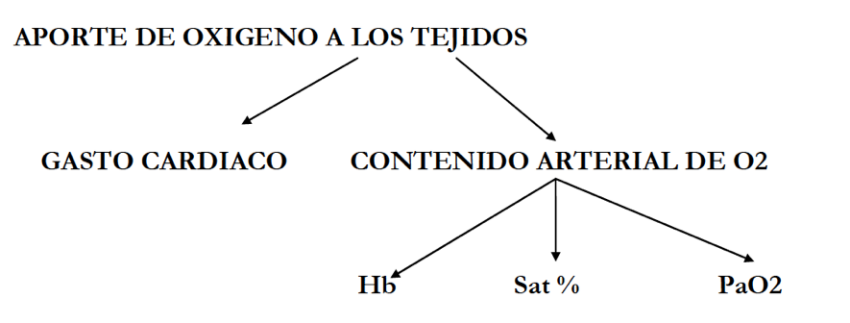 APORTE DE OXIGENO A LOS TEJIDOS
GASTO CARDIACO CONTENIDO ARTERIAL DE O2
Hb Sat % PaO2